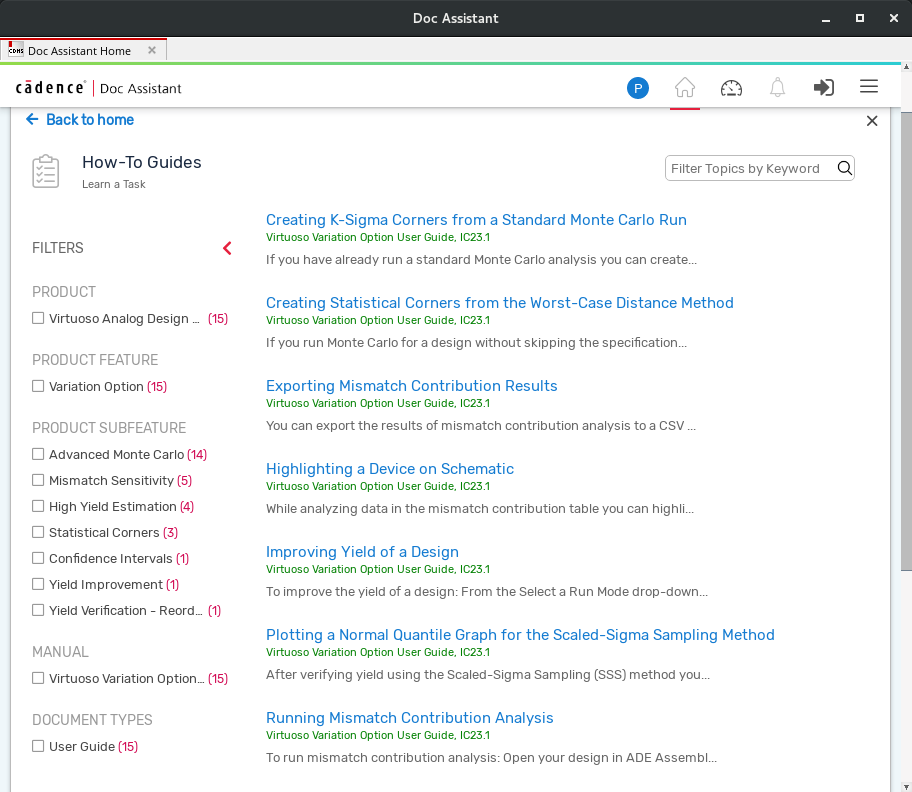 Doc Assistant
Doc Assistant Home
cādence® | Doc Assistant
P
Back to home
How-To Guides
Learn a Task
Filter Topics by Keyword
FILTERS
PRODUCT
Virtuoso Analog Design ... (15)
PRODUCT FEATURE
Variation Option (15)
PRODUCT SUBFEATURE
Advanced Monte Carlo (14)
Mismatch Sensitivity (5)
High Yield Estimation (4)
Statistical Corners (3)
Confidence Intervals (1)
Yield Improvement (1)
Yield Verification - Reord... (1)
MANUAL
Virtuoso Variation Option... (15)
DOCUMENT TYPES
User Guide (15)
Creating K-Sigma Corners from a Standard Monte Carlo Run
Virtuoso Variation Option User Guide, IC23.1
If you have already run a standard Monte Carlo analysis you can create...
Creating Statistical Corners from the Worst-Case Distance Method
Virtuoso Variation Option User Guide, IC23.1
If you run Monte Carlo for a design without skipping the specification...
Exporting Mismatch Contribution Results
Virtuoso Variation Option User Guide, IC23.1
You can export the results of mismatch contribution analysis to a CSV ...
Highlighting a Device on Schematic
Virtuoso Variation Option User Guide, IC23.1
While analyzing data in the mismatch contribution table you can highli...
Improving Yield of a Design
Virtuoso Variation Option User Guide, IC23.1
To improve the yield of a design: From the Select a Run Mode drop-down...
Plotting a Normal Quantile Graph for the Scaled-Sigma Sampling Method
Virtuoso Variation Option User Guide, IC23.1
After verifying yield using the Scaled-Sigma Sampling (SSS) method you...
Running Mismatch Contribution Analysis
Virtuoso Variation Option User Guide, IC23.1
To run mismatch contribution analysis: Open your design in ADE Assembl...